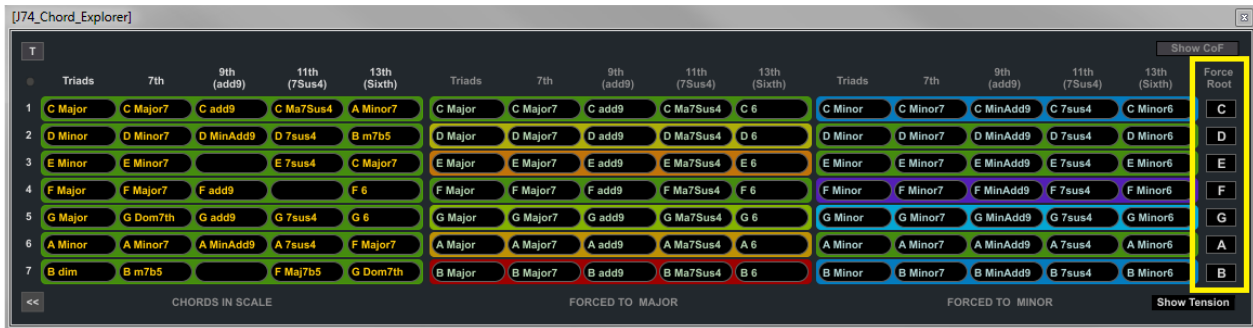 [J74_Chord_Explorer] x
T Show CoF
Triads 7th 9th (add9) 11th (7Sus4) 13th (Sixth) Triads 7th 9th (add9) 11th (7Sus4) 13th (Sixth) Triads 7th 9th (add9) 11th (7Sus4) 13th (Sixth) Force Root
1 C Major C Major7 C add9 C Ma7Sus4 A Minor7 C Major C Major7 C add9 C Ma7Sus4 C 6 C Minor C Minor7 C MinAdd9 C 7sus4 C Minor6 C
2 D Minor D Minor7 D MinAdd9 D 7sus4 B m7b5 D Major D Major7 D add9 D Ma7Sus4 D 6 D Minor D Minor7 D MinAdd9 D 7sus4 D Minor6 D
3 E Minor E Minor7 E 7sus4 C Major7 E Major E Major7 E add9 E Ma7Sus4 E 6 E Minor E Minor7 E MinAdd9 E 7sus4 E Minor6 E
4 F Major F Major7 F add9 F 6 F Major F Major7 F add9 F Ma7Sus4 F 6 F Minor F Minor7 F MinAdd9 F 7sus4 F Minor6 F
5 G Major G Dom7th G add9 G 7sus4 G 6 G Major G Major7 G add9 G Ma7Sus4 G 6 G Minor G Minor7 G MinAdd9 G 7sus4 G Minor6 G
6 A Minor A Minor7 A MinAdd9 A 7sus4 F Major7 A Major A Major7 A add9 A Ma7Sus4 A 6 A Minor A Minor7 A MinAdd9 A 7sus4 A Minor6 A
7 B dim B m7b5 F Maj7b5 G Dom7th B Major B Major7 B add9 B Ma7Sus4 B 6 B Minor B Minor7 B MinAdd9 B 7sus4 B Minor6 B
<< CHORDS IN SCALE FORCED TO MAJOR FORCED TO MINOR Show Tension